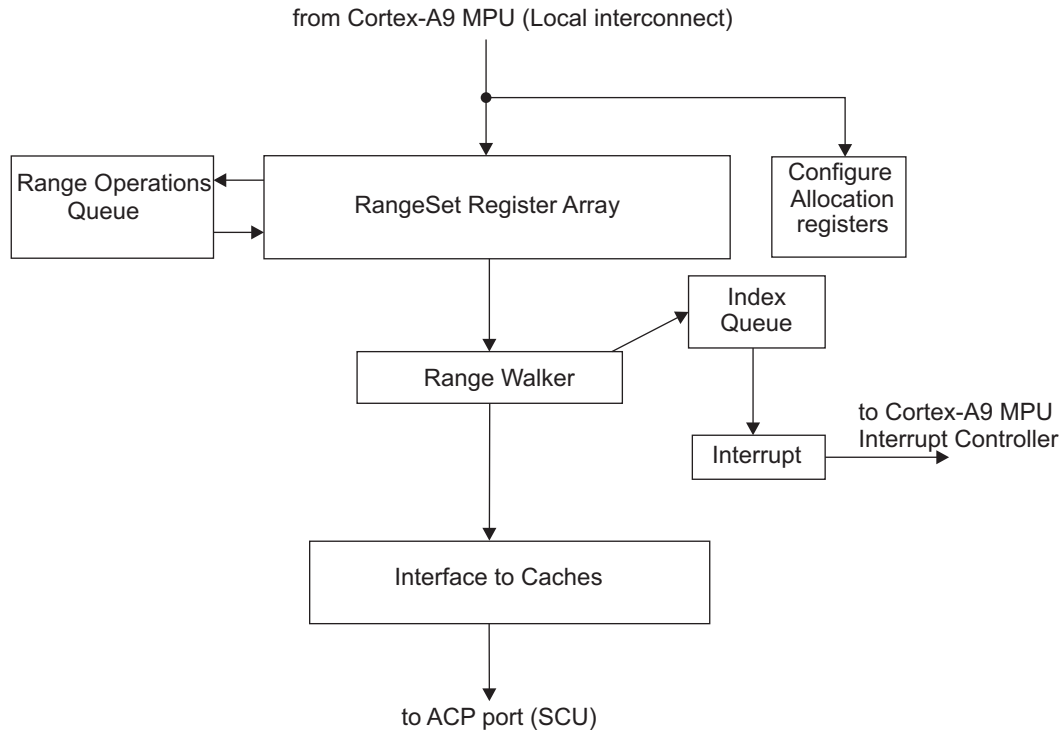 from Cortex-A9 MPU (Local interconnect)
Range Operations
Queue
RangeSet Register Array
Configure
Allocation
registers
Index
Queue
Range Walker
to Cortex-A9 MPU
Interrupt Controller
Interrupt
Interface to Caches
to ACP port (SCU)